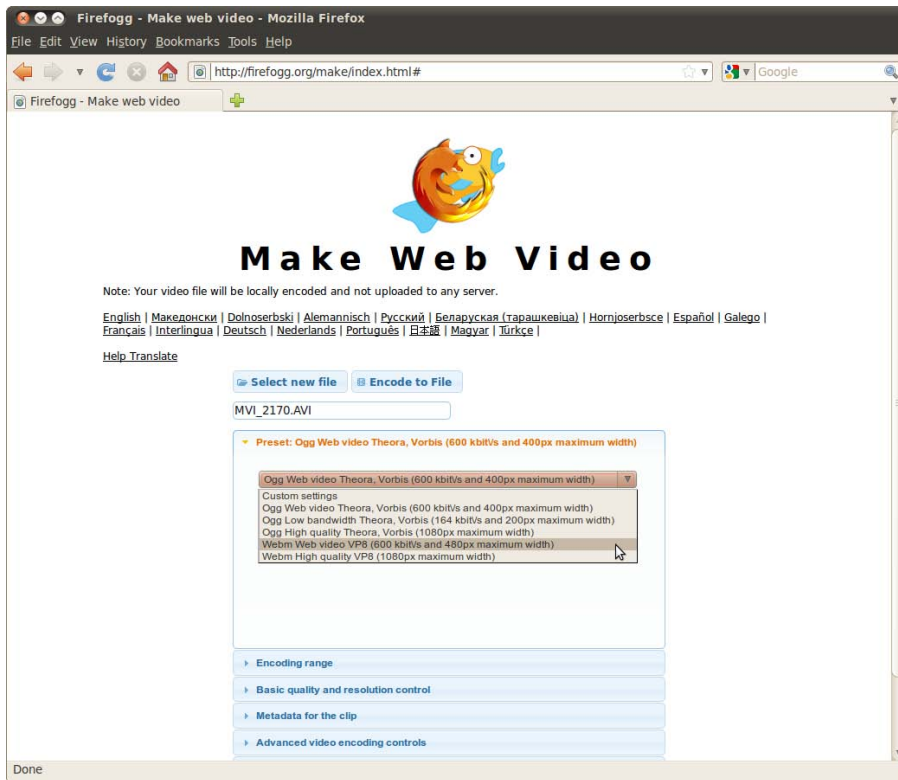 Firefogg - Make web video - Mozilla Firefox
File Edit View History Bookmarks Tools Help
http://firefogg.org/make/index.html#
Google
Firefogg - Make web video
Make Web Video
Note: Your video file will be locally encoded and not uploaded to any server.
English | Македонски | Dolnoserbski | Alemannisch | Русский | Беларуская (тарашкевіца) | Hornjoserbsce | Español | Galego |
Français | Interlingua | Deutsch | Nederlands | Português | 日本語 | Magyar | Türkçe |
Help Translate
Select new file Encode to File
MVI_2170.AVI
Preset: Ogg Web video Theora, Vorbis (600 kbit/s and 400px maximum width)
Ogg Web video Theora, Vorbis (600 kbit/s and 400px maximum width)
Custom settings
Ogg Web video Theora, Vorbis (600 kbit/s and 400px maximum width)
Ogg Low bandwidth Theora, Vorbis (164 kbit/s and 200px maximum width)
Ogg High quality Theora, Vorbis (1080px maximum width)
Webm Web video VP8 (600 kbit/s and 480px maximum width)
Webm High quality VP8 (1080px maximum width)
Encoding range
Basic quality and resolution control
Metadata for the clip
Advanced video encoding controls
Done